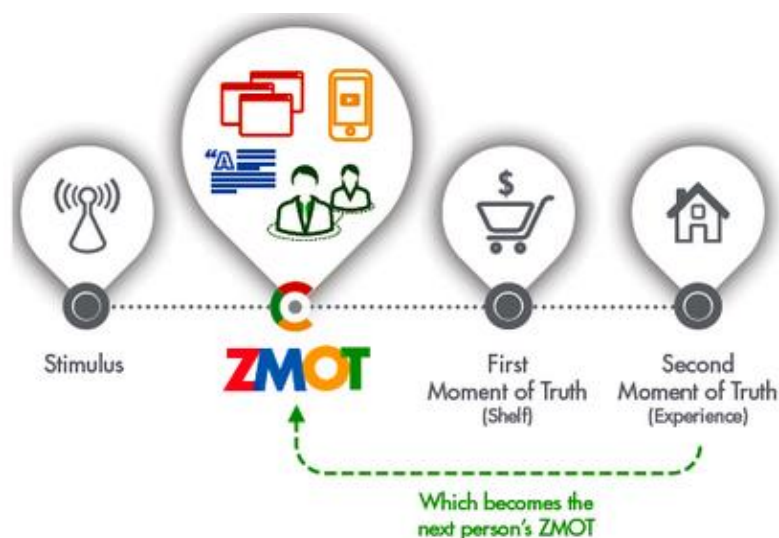 "A
$
Stimulus
ZMOT
First
Moment of Truth
(Shelf)
Second
Moment of Truth
(Experience)
Which becomes the
next person's ZMOT